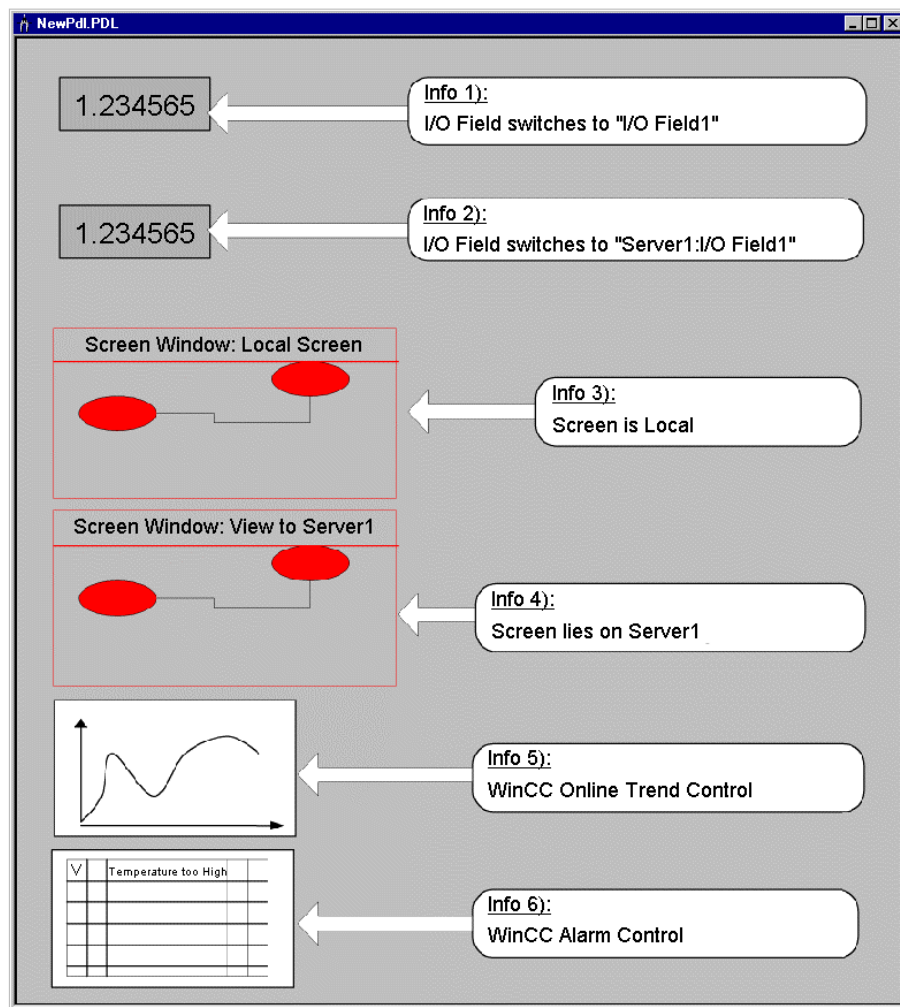 NewPdl.PDL
1.234565
Info 1):
I/O Field switches to "I/O Field1"
1.234565
Info 2):
I/O Field switches to "Server1:I/O Field1"
Screen Window: Local Screen
Info 3):
Screen is Local
Screen Window: View to Server1
Info 4):
Screen lies on Server1
Info 5):
WinCC Online Trend Control
V Temperature too High
Info 6):
WinCC Alarm Control